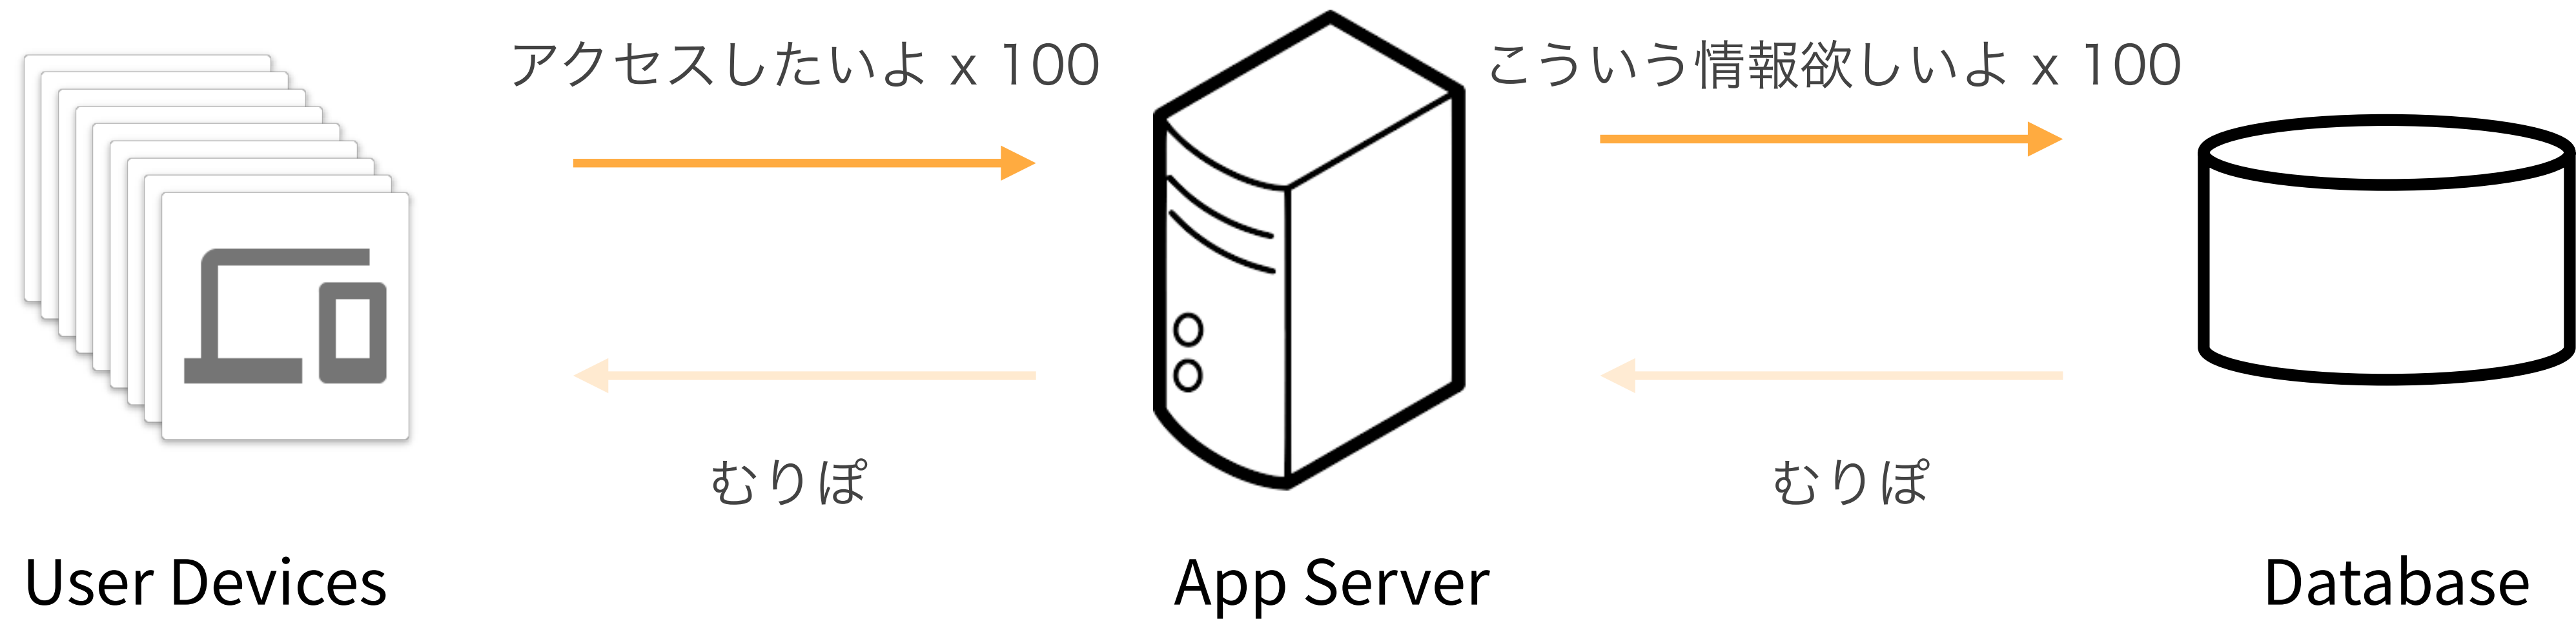 アクセスしたいよ x 100
こういう情報欲しいよ x 100
むりぽ
むりぽ
User Devices
App Server
Database